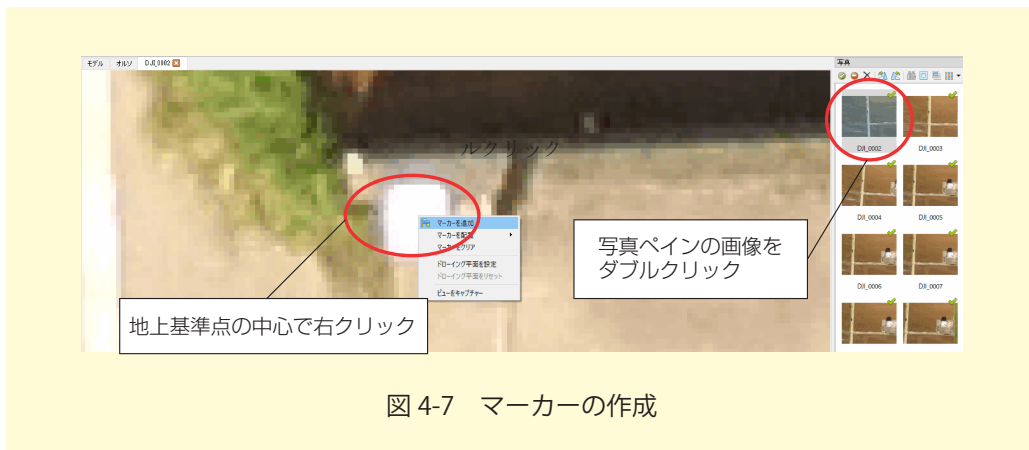 モデル オルソ DJI_0002
写真
ルクリック
DJI_0002 DJI_0003
マーカーを追加
マーカーを配置
マーカーをクリア
ドローイング平面を設定
ドローイング平面をリセット
ビューをキャプチャー
DJI_0004 DJI_0005
写真ペインの画像を
ダブルクリック
DJI_0006 DJI_0007
地上基準点の中心で右クリック
図 4-7 マーカーの作成